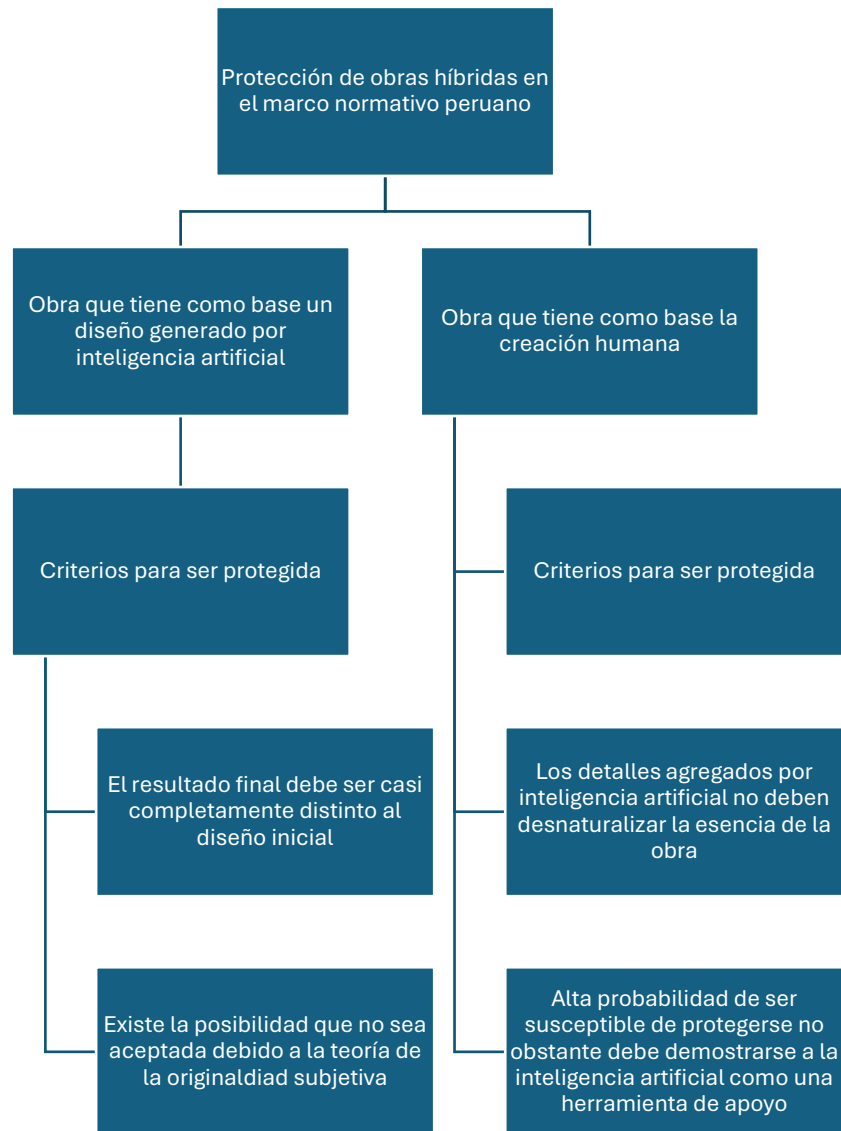 Protección de obras híbridas en
el marco normativo peruano
Obra que tiene como base un
diseño generado por
inteligencia artificial
Obra que tiene como base la
creación humana
Criterios para ser protegida
Criterios para ser protegida
El resultado final debe ser casi
completamente distinto al
diseño inicial
Los detalles agregados por
inteligencia artificial no deben
desnaturalizar la esencia de la
obra
Existe la posibilidad que no sea
aceptada debido a la teoría de
la originaldiad subjetiva
Alta probabilidad de ser
susceptible de protegerse no
obstante debe demostrarse a la
inteligencia artificial como una
herramienta de apoyo